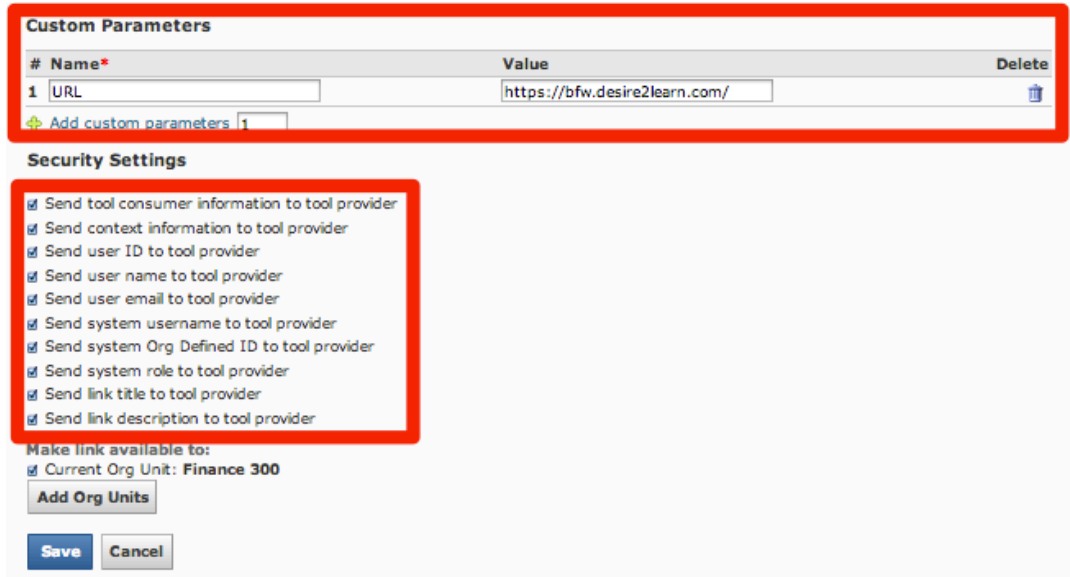 Custom Parameters
# Name* Value Delete
1 URL https://bfw.desire2learn.com/
Add custom parameters 1
Security Settings
Send tool consumer information to tool provider
Send context information to tool provider
Send user ID to tool provider
Send user name to tool provider
Send user email to tool provider
Send system username to tool provider
Send system Org Defined ID to tool provider
Send system role to tool provider
Send link title to tool provider
Send link description to tool provider
Make link available to:
Current Org Unit: Finance 300
Add Org Units
Save Cancel